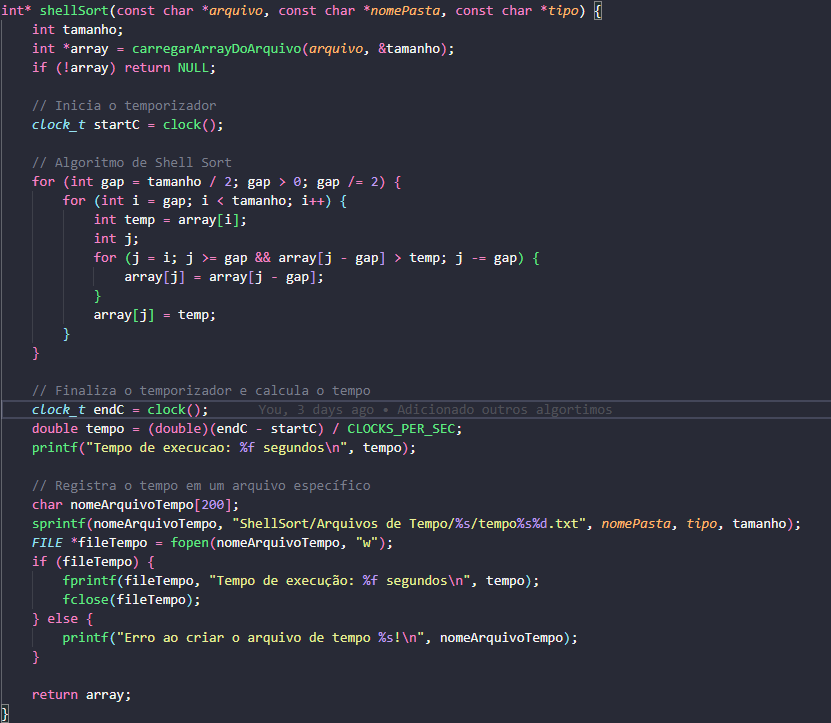 int* shellSort(const char *arquivo, const char *nomePasta, const char *tipo) {
    int tamanho;
    int *array = carregarArrayDoArquivo(arquivo, &tamanho);
    if (!array) return NULL;

    // Inicia o temporizador
    clock_t startC = clock();

    // Algoritmo de Shell Sort
    for (int gap = tamanho / 2; gap > 0; gap /= 2) {
        for (int i = gap; i < tamanho; i++) {
            int temp = array[i];
            int j;
            for (j = i; j >= gap && array[j - gap] > temp; j -= gap) {
                array[j] = array[j - gap];
            }
            array[j] = temp;
        }
    }

    // Finaliza o temporizador e calcula o tempo
    clock_t endC = clock();      You, 3 days ago • Adicionado outros algortimos
    double tempo = (double)(endC - startC) / CLOCKS_PER_SEC;
    printf("Tempo de execucao: %f segundos\n", tempo);

    // Registra o tempo em um arquivo específico
    char nomeArquivoTempo[200];
    sprintf(nomeArquivoTempo, "ShellSort/Arquivos de Tempo/%s/tempo%s%d.txt", nomePasta, tipo, tamanho);
    FILE *fileTempo = fopen(nomeArquivoTempo, "w");
    if (fileTempo) {
        fprintf(fileTempo, "Tempo de execução: %f segundos\n", tempo);
        fclose(fileTempo);
    } else {
        printf("Erro ao criar o arquivo de tempo %s!\n", nomeArquivoTempo);
    }

    return array;
}